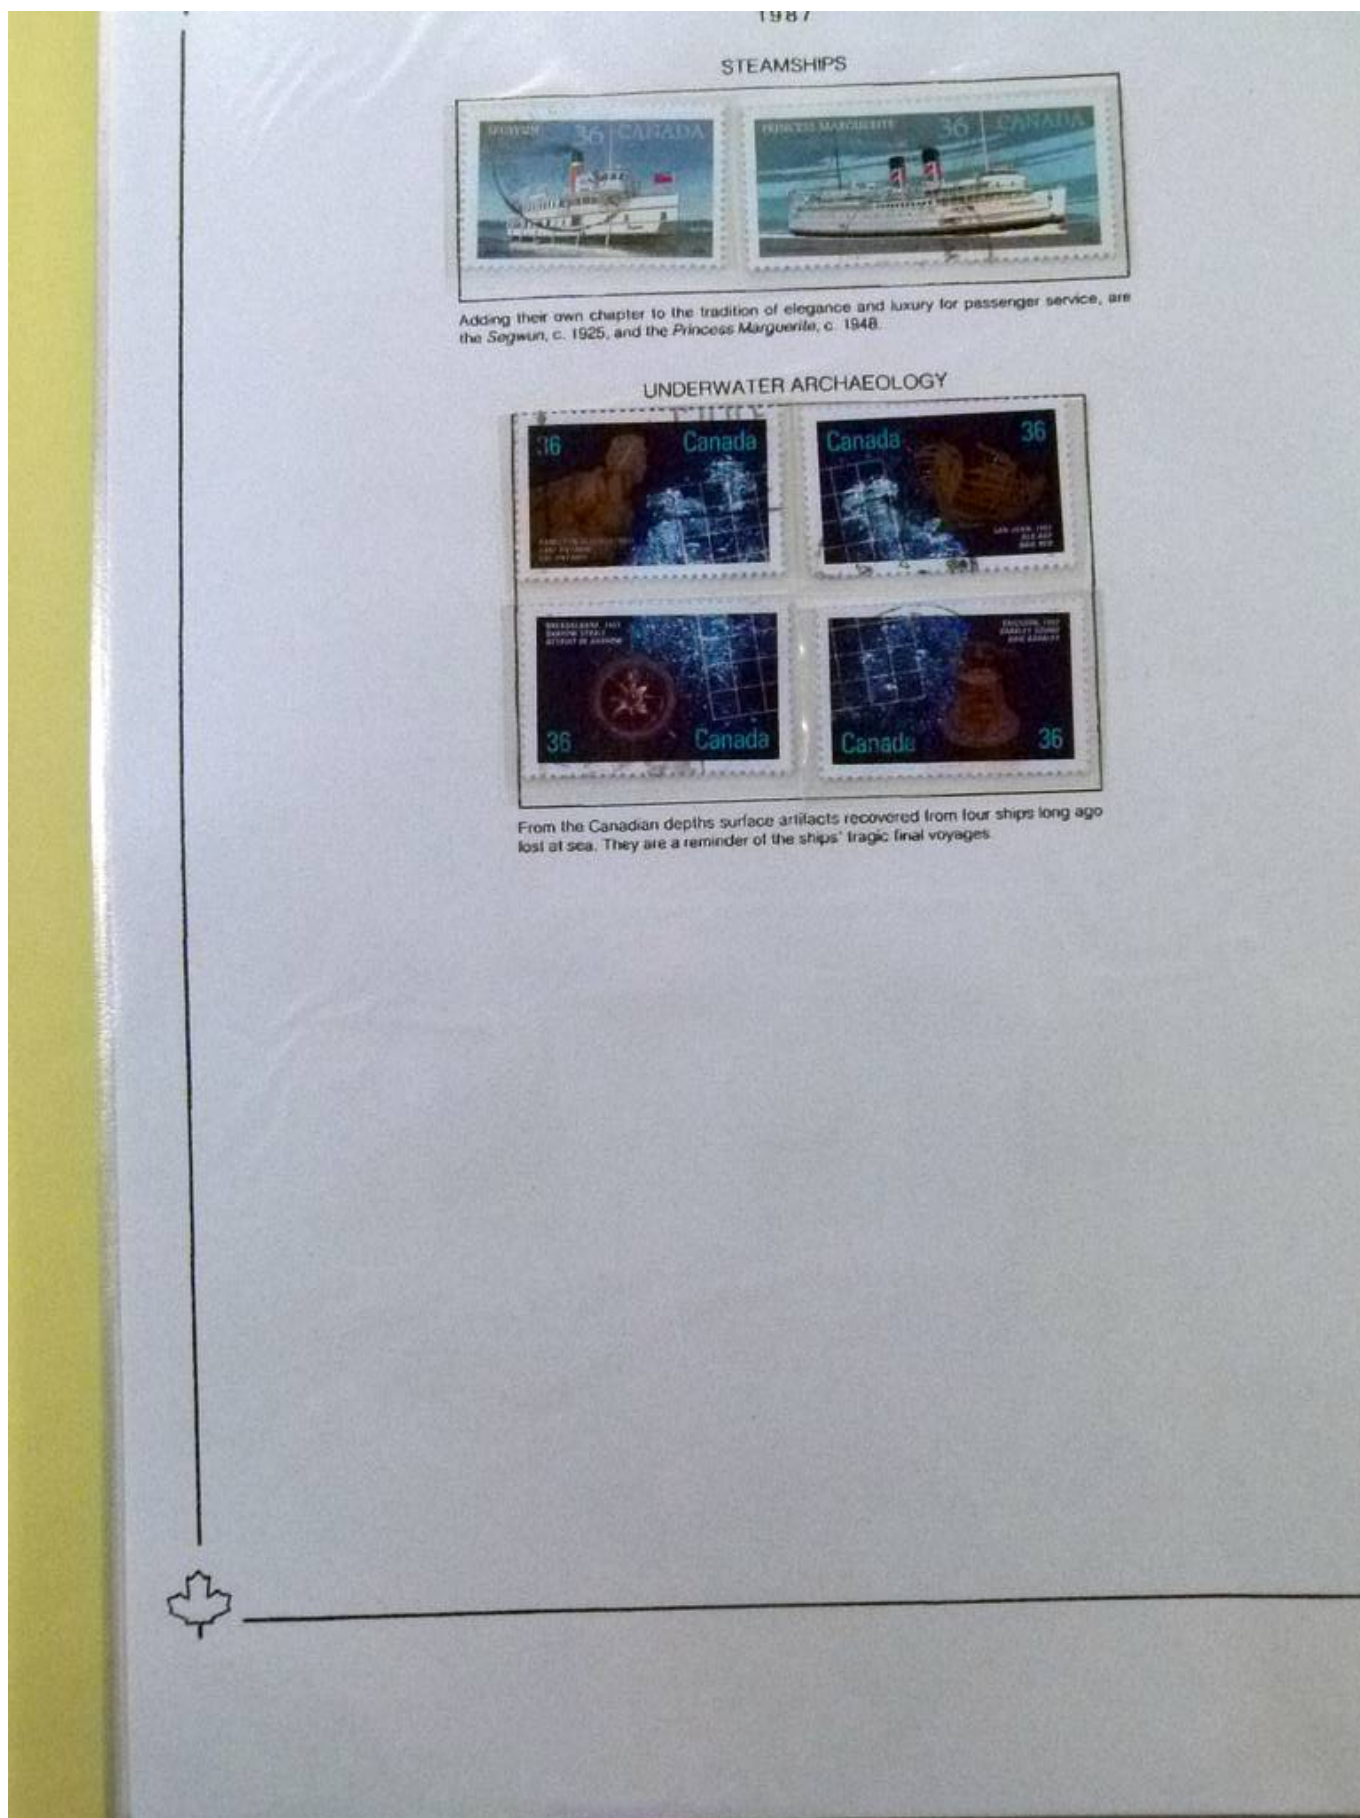 1987
STEAMSHIPS
SEGWUN 36 CANADA
PRINCESS MARGUERITE 36 CANADA
Adding their own chapter to the tradition of elegance and luxury for passenger service, are
the Segwun, c. 1925, and the Princess Marguerite, c. 1948.
UNDERWATER ARCHAEOLOGY
36 Canada
Canada 36
36 Canada
Canada 36
From the Canadian depths surface artifacts recovered from four ships long ago
lost at sea. They are a reminder of the ships' tragic final voyages